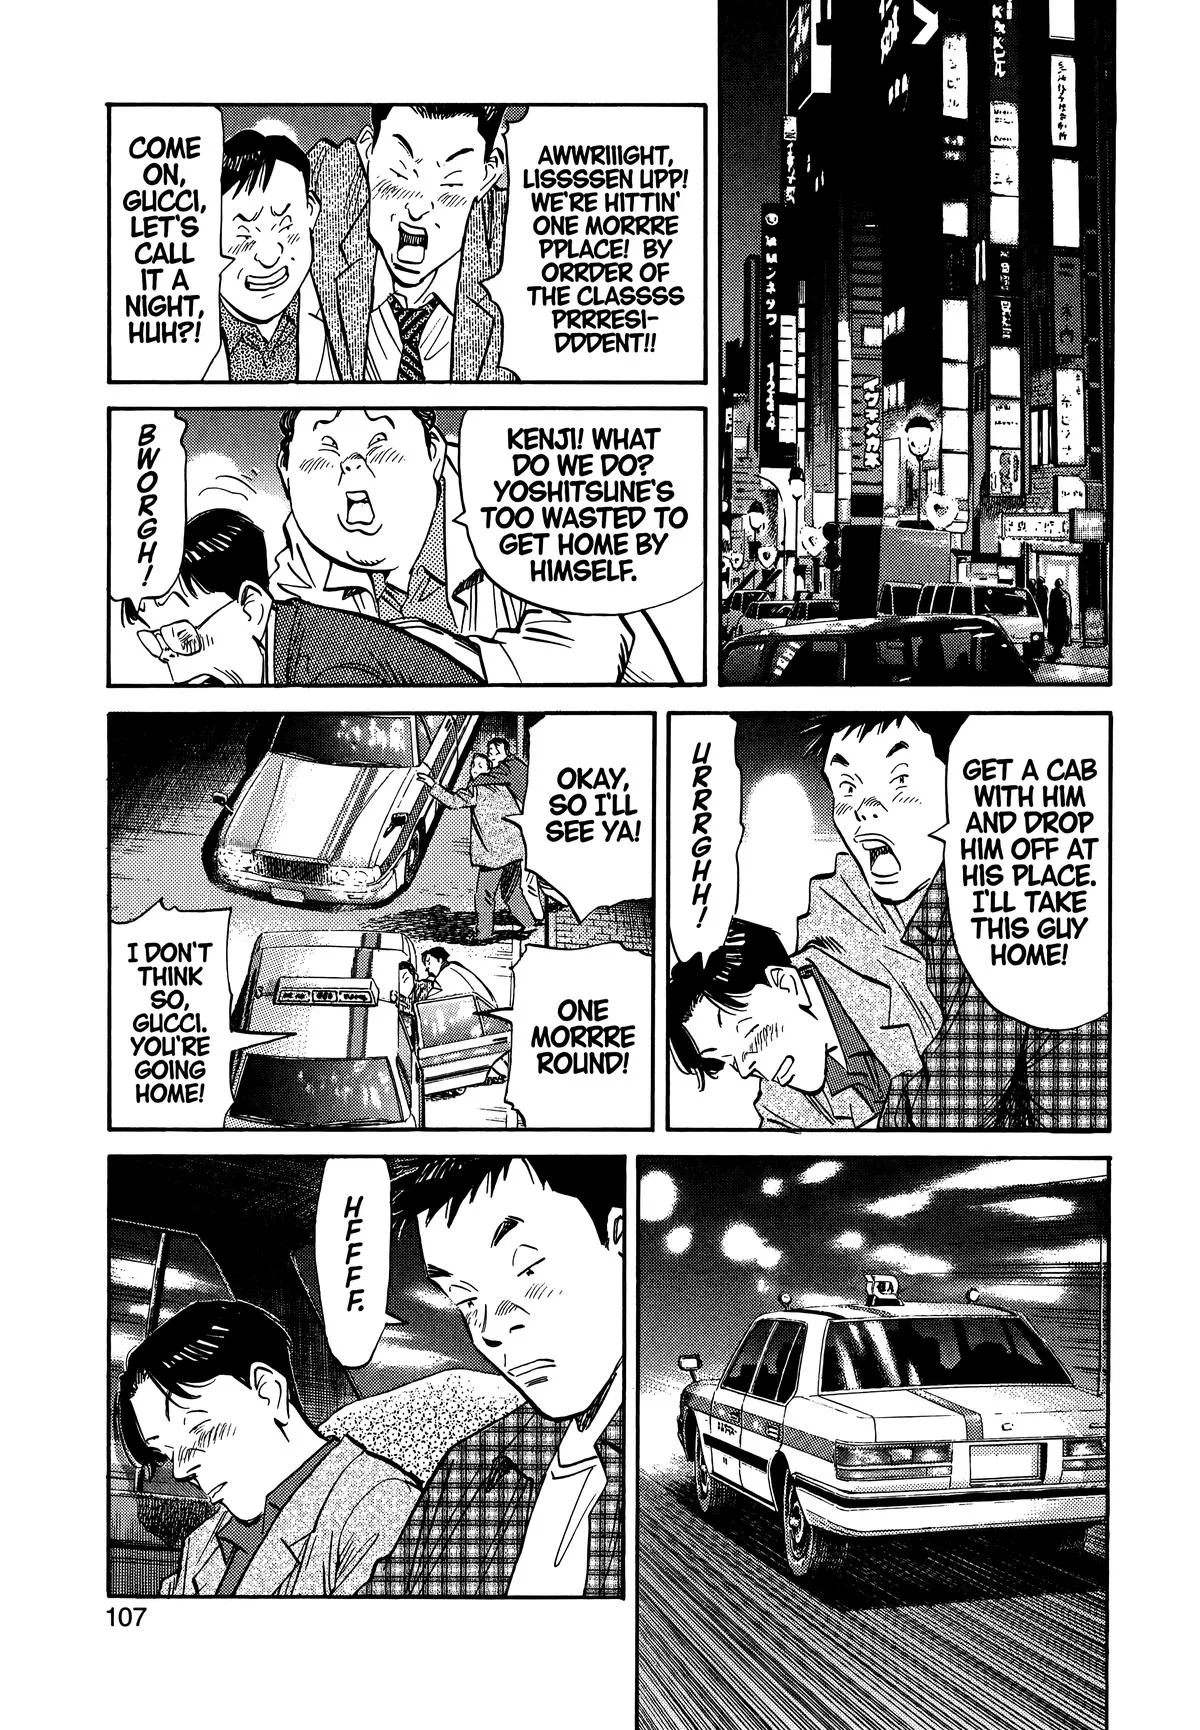 AWWRIIIGHT,
LISSSSEN UPP!
WE'RE HITTIN'
ONE MORRRE
PPLACE! BY
ORRDER OF
THE CLASSSS
PRRRESI-
DDDENT!!
COME
ON,
GUCCI,
LET'S
CALL
IT A
NIGHT,
HUH?!
KENJI! WHAT
DO WE DO?
YOSHITSUNE'S
TOO WASTED TO
GET HOME BY
HIMSELF.
BWORGH!
GET A CAB
WITH HIM
AND DROP
HIM OFF AT
HIS PLACE.
I'LL TAKE
THIS GUY
HOME!
URRRGHH!
OKAY,
SO I'LL
SEE YA!
ONE
MORRRE
ROUND!
I DON'T
THINK
SO,
GUCCI.
YOU'RE
GOING
HOME!
HFFFF.
107